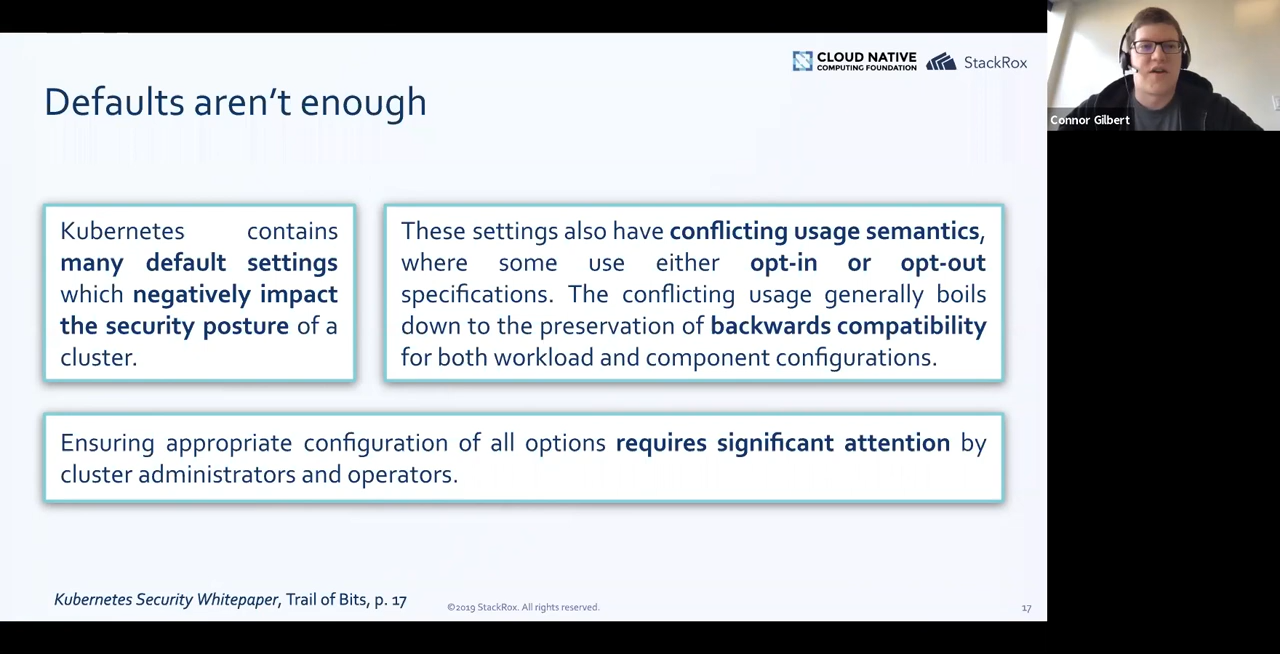 CLOUD NATIVE
COMPUTING FOUNDATION
StackRox
Connor Gilbert
Defaults aren't enough
Kubernetes contains
many default settings
which negatively impact
the security posture of a
cluster.
These settings also have conflicting usage semantics,
where some use either opt-in or opt-out
specifications. The conflicting usage generally boils
down to the preservation of backwards compatibility
for both workload and component configurations.
Ensuring appropriate configuration of all options requires significant attention by
cluster administrators and operators.
Kubernetes Security Whitepaper, Trail of Bits, p. 17
©2019 StackRox. All rights reserved.
17